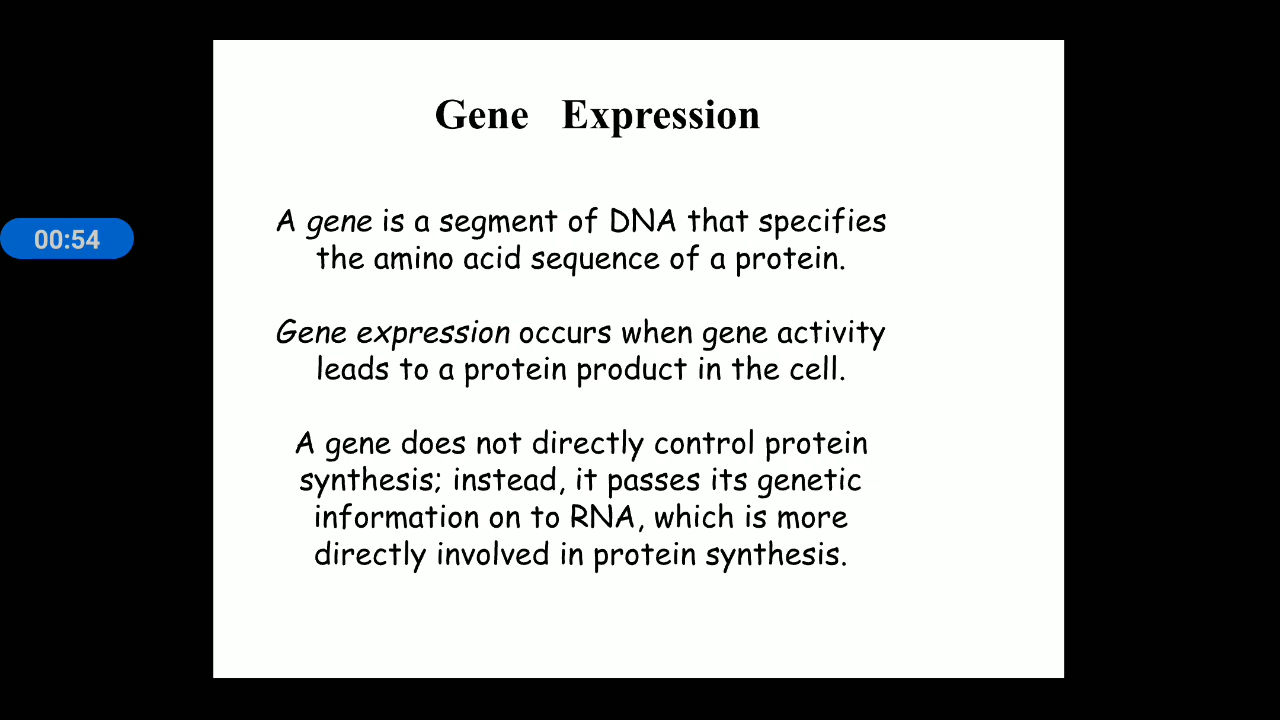 Gene Expression
00:54
A gene is a segment of DNA that specifies
the amino acid sequence of a protein.
Gene expression occurs when gene activity
leads to a protein product in the cell.
A gene does not directly control protein
synthesis; instead, it passes its genetic
information on to RNA, which is more
directly involved in protein synthesis.